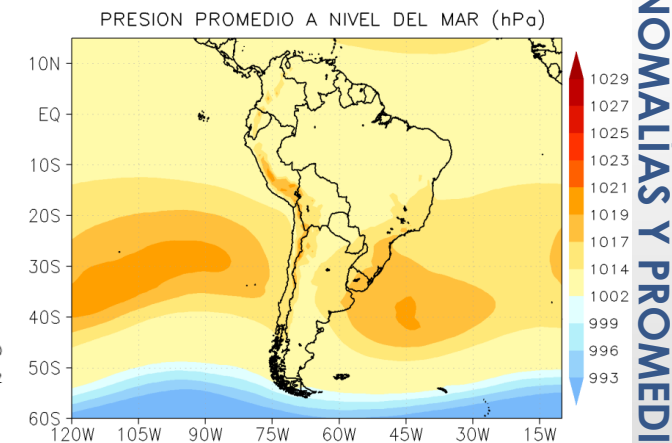 PRESION PROMEDIO A NIVEL DEL MAR (hPa)
10N
EQ
10S
20S
30S
40S
50S
60S
120W 105W 90W 75W 60W 45W 30W 15W
1029
1027
1025
1023
1021
1019
1017
1014
1002
999
996
993
NOMALIAS Y PROMEDI